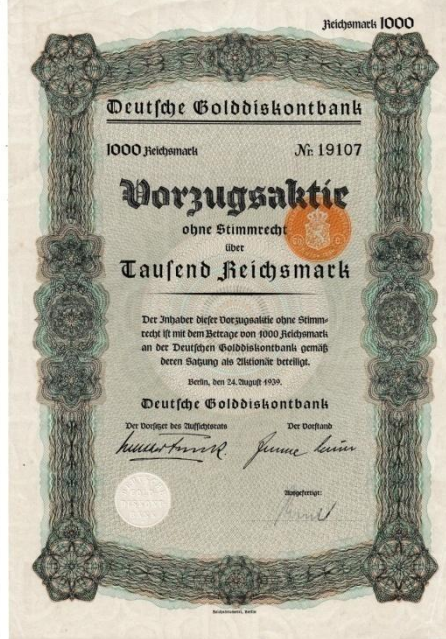 Reichsmark 1000
Deutsche Golddiskontbank
1000 Reichsmark Nr. 19107
Vorzugsaktie
ohne Stimmrecht
über
Tausend Reichsmark
Der Inhaber dieser Vorzugsaktie ohne Stimm-
recht ist mit dem Betrage von 1000 Reichsmark
an der Deutschen Golddiskontbank gemäß
deren Satzung als Aktionär beteiligt.
Berlin, den 24. August 1939.
Deutsche Golddiskontbank
Der Vorsitzer des Aufsichtsrats Der Vorstand
Ausgefertigt:
Reichsdruckerei, Berlin